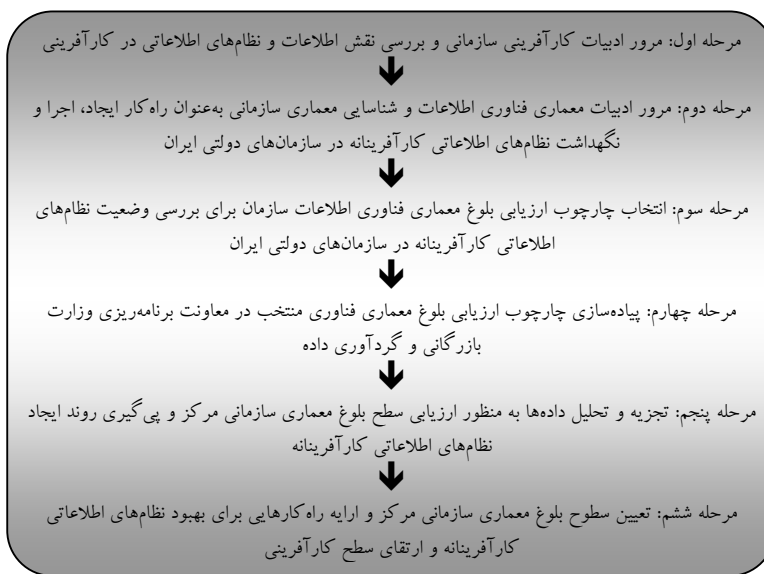 مرحله اول: مرور ادبیات کارآفرینی سازمانی و بررسی نقش اطلاعات و نظام‌های اطلاعاتی در کارآفرینی
مرحله دوم: مرور ادبیات معماری فناوری اطلاعات و شناسایی معماری سازمانی به‌عنوان راه‌کار ایجاد، اجرا و
نگهداشت نظام‌های اطلاعاتی کارآفرینانه در سازمان‌های دولتی ایران
مرحله سوم: انتخاب چارچوب ارزیابی بلوغ معماری فناوری اطلاعات سازمان برای بررسی وضعیت نظام‌های
اطلاعاتی کارآفرینانه در سازمان‌های دولتی ایران
مرحله چهارم: پیاده‌سازی چارچوب ارزیابی بلوغ معماری فناوری منتخب در معاونت برنامه‌ریزی وزارت
بازرگانی و گردآوری داده
مرحله پنجم: تجزیه و تحلیل داده‌ها به منظور ارزیابی سطح بلوغ معماری سازمانی مرکز و پی‌گیری روند ایجاد
نظام‌های اطلاعاتی کارآفرینانه
مرحله ششم: تعیین سطوح بلوغ معماری سازمانی مرکز و ارایه راه‌کارهایی برای بهبود نظام‌های اطلاعاتی
کارآفرینانه و ارتقای سطح کارآفرینی